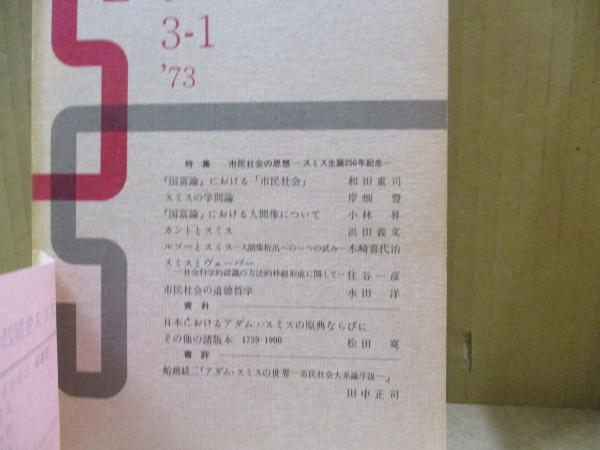 3-1
'73
特集 市民社会の思想—スミス生誕250年記念—
『国富論』における「市民社会」 和田重司
スミスの学問論 岸畑豊
『国富論』における人間像について 小林昇
カントとスミス 浜田義文
ルソーとスミス—人間像析出への一つの試み— 木崎喜代治
スミスとヴェーバー
—社会科学的認識の方法的枠組形成に関して— 住谷一彦
市民社会の道徳哲学 水田洋
資料
日本におけるアダム・スミスの原典ならびに
その他の諸版本 1759-1900 松田寛
書評
船越経三『アダム・スミスの世界—市民社会大系論序説—』
田中正司